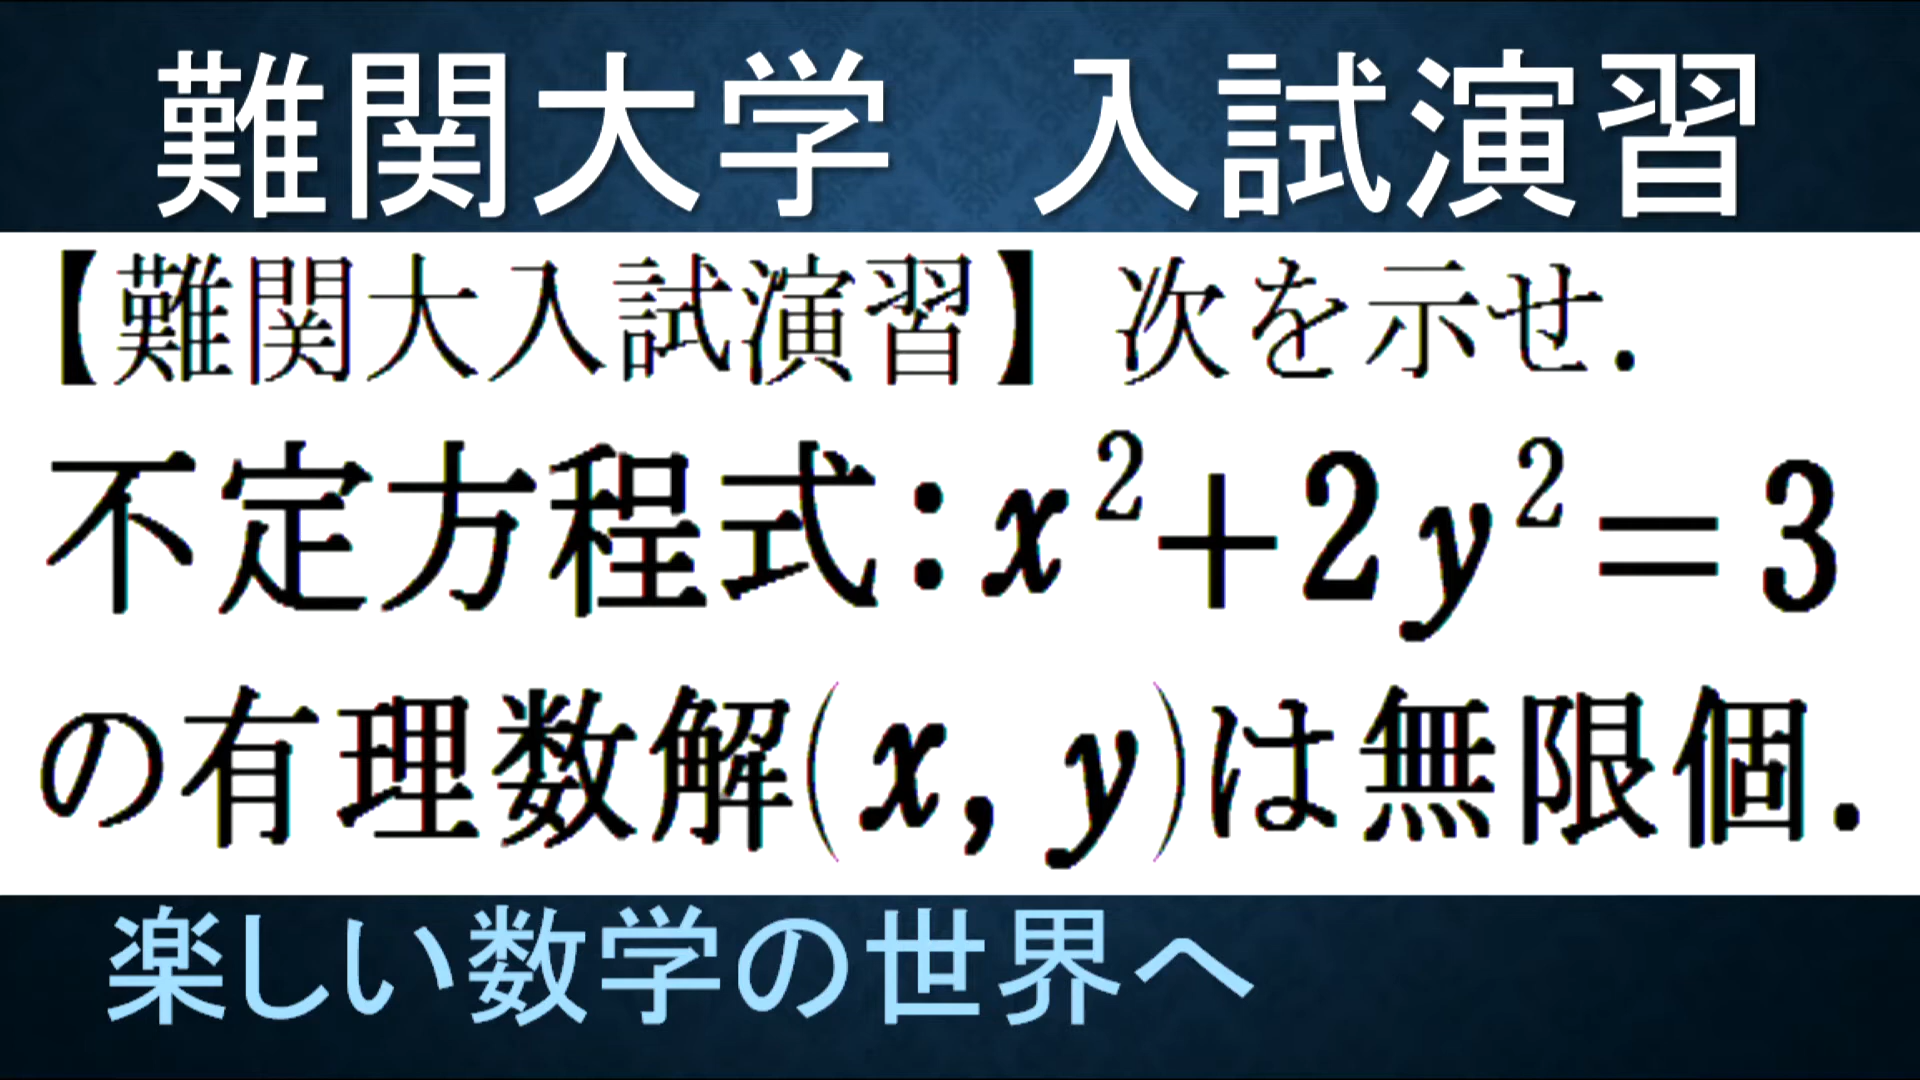 難関大学　入試演習
【難関大入試演習】次を示せ.
不定方程式:x²+2y²=3
の有理数解(x, y)は無限個.
楽しい数学の世界へ